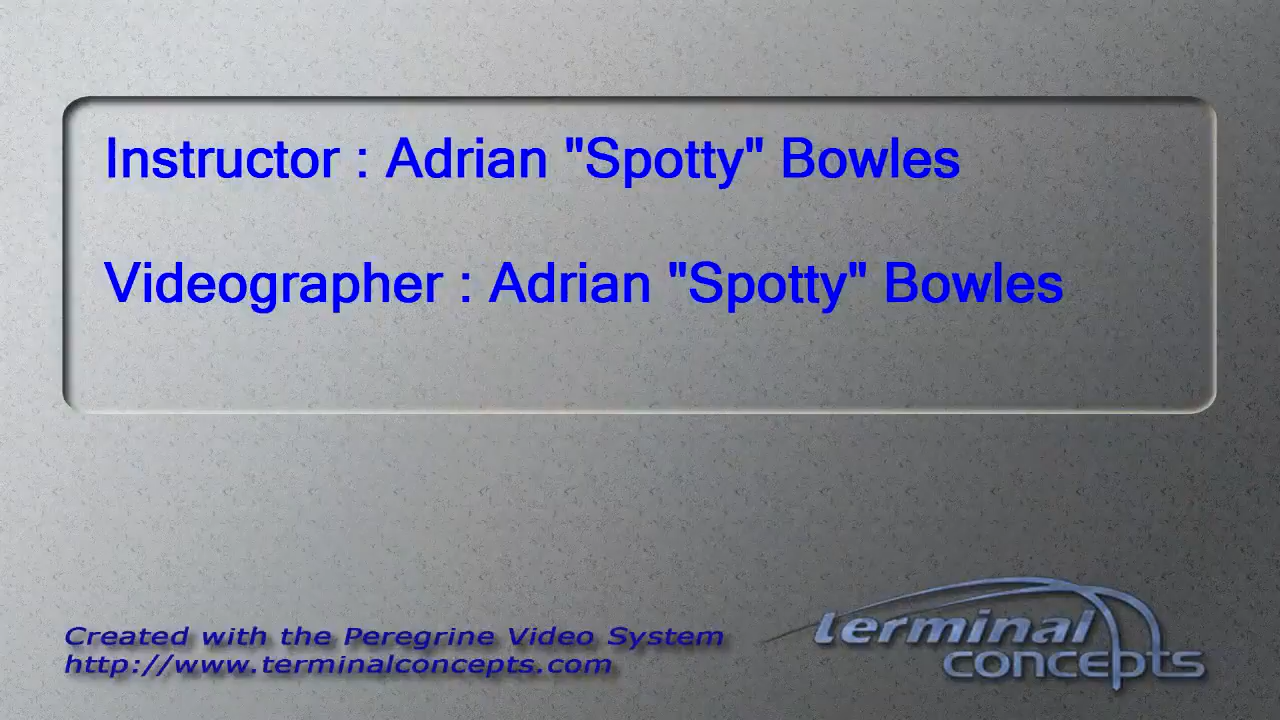 Instructor : Adrian "Spotty" Bowles
Videographer : Adrian "Spotty" Bowles
Created with the Peregrine Video System
http://www.terminalconcepts.com
terminal
concepts